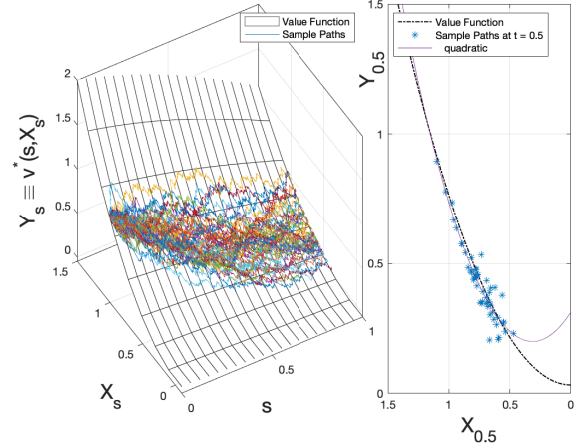 Value Function
Sample Paths
2
1.5
1
0.5
0
Y_s ≡ v*(s,X_s)
1.5
1
0.5
0
X_s
0
0.5
1
s
Value Function
Sample Paths at t = 0.5
quadratic
1.5
1
0.5
0
Y_0.5
1.5
1
0.5
0
X_0.5